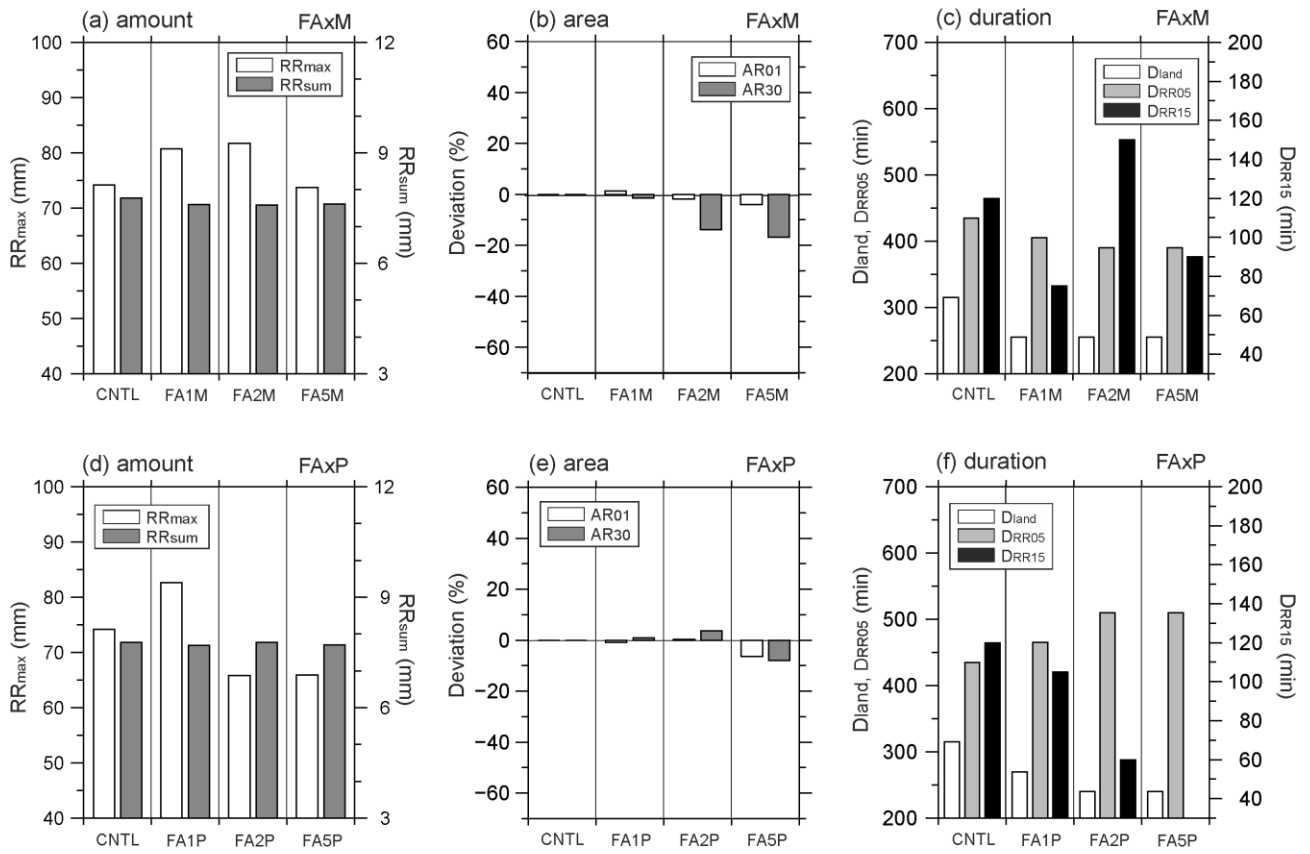 (a) amount FAxM
100
90
80
70
60
50
40
RRmax (mm)
12
9
6
3
RRsum (mm)
RRmax
RRsum
CNTL FA1M FA2M FA5M
(b) area FAxM
60
40
20
0
−20
−40
−60
Deviation (%)
AR01
AR30
CNTL FA1M FA2M FA5M
(c) duration FAxM
700
600
500
400
300
200
Dland, DRR05 (min)
200
180
160
140
120
100
80
60
40
DRR15 (min)
Dland
DRR05
DRR15
CNTL FA1M FA2M FA5M
(d) amount FAxP
100
90
80
70
60
50
40
RRmax (mm)
12
9
6
3
RRsum (mm)
RRmax
RRsum
CNTL FA1P FA2P FA5P
(e) area FAxP
60
40
20
0
−20
−40
−60
Deviation (%)
AR01
AR30
CNTL FA1P FA2P FA5P
(f) duration FAxP
700
600
500
400
300
200
Dland, DRR05 (min)
200
180
160
140
120
100
80
60
40
DRR15 (min)
Dland
DRR05
DRR15
CNTL FA1P FA2P FA5P